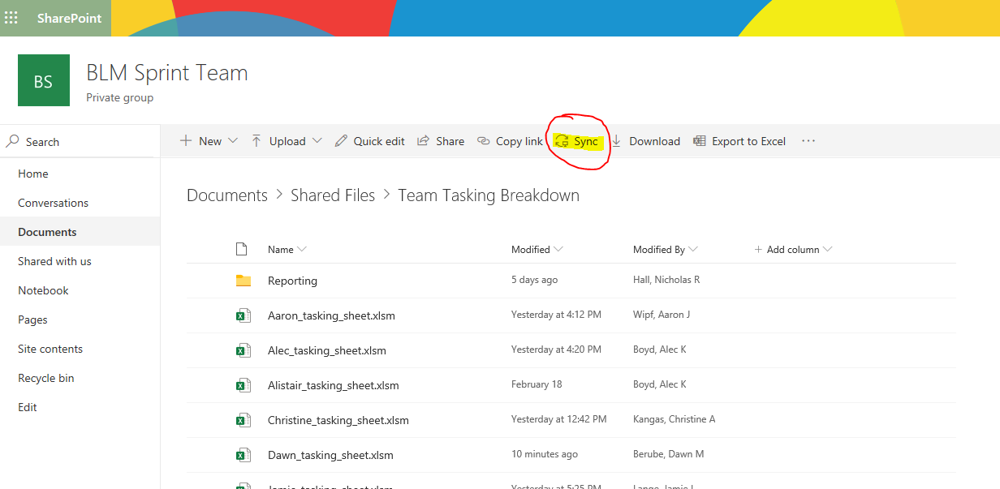 SharePoint
BS
BLM Sprint Team
Private group
Search
New Upload Quick edit Share Copy link Sync Download Export to Excel ...
Home
Conversations
Documents
Shared with us
Notebook
Pages
Site contents
Recycle bin
Edit
Documents > Shared Files > Team Tasking Breakdown
Name Modified Modified By + Add column
Reporting 5 days ago Hall, Nicholas R
Aaron_tasking_sheet.xlsm Yesterday at 4:12 PM Wipf, Aaron J
Alec_tasking_sheet.xlsm Yesterday at 4:20 PM Boyd, Alec K
Alistair_tasking_sheet.xlsm February 18 Boyd, Alec K
Christine_tasking_sheet.xlsm Yesterday at 12:42 PM Kangas, Christine A
Dawn_tasking_sheet.xlsm 10 minutes ago Berube, Dawn M
Jamie_tasking_sheet.xlsm Yesterday at 5:25 PM Lange, Jamie L